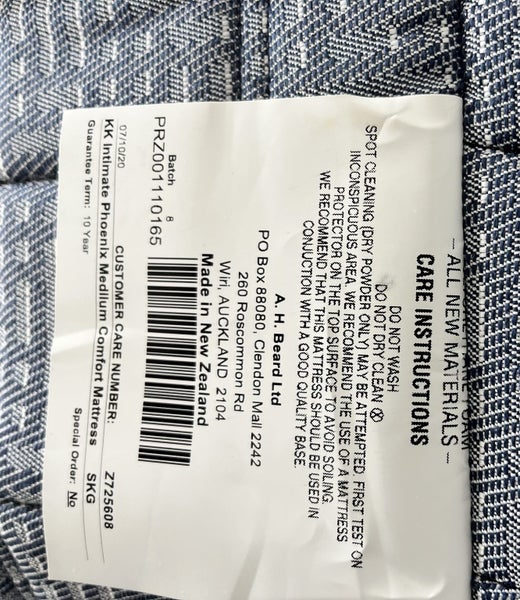 --- ALL NEW MATERIALS ---
CARE INSTRUCTIONS
DO NOT WASH
DO NOT DRY CLEAN
SPOT CLEANING (DRY POWDER ONLY) MAY BE ATTEMPTED. FIRST TEST ON
INCONSPICIOUS AREA. WE RECOMMEND THE USE OF A MATTRESS
PROTECTOR ON THE TOP SURFACE TO AVOID SOILING.
WE RECOMMEND THAT THIS MATTRESS SHOULD BE USED IN
CONJUCTION WITH A GOOD QUALITY BASE.
A. H. Beard Ltd
PO Box 88080, Clendon Mall 2242
260 Roscommon Rd
Wiri, AUCKLAND 2104
Made in New Zealand
Batch 8
PRZ001110165
CUSTOMER CARE NUMBER: Z725608
07/10/20
KK Intimate Phoenix Medilum Comfort Mattress SKG
Guarantee Term: 10 Year Special Order: No